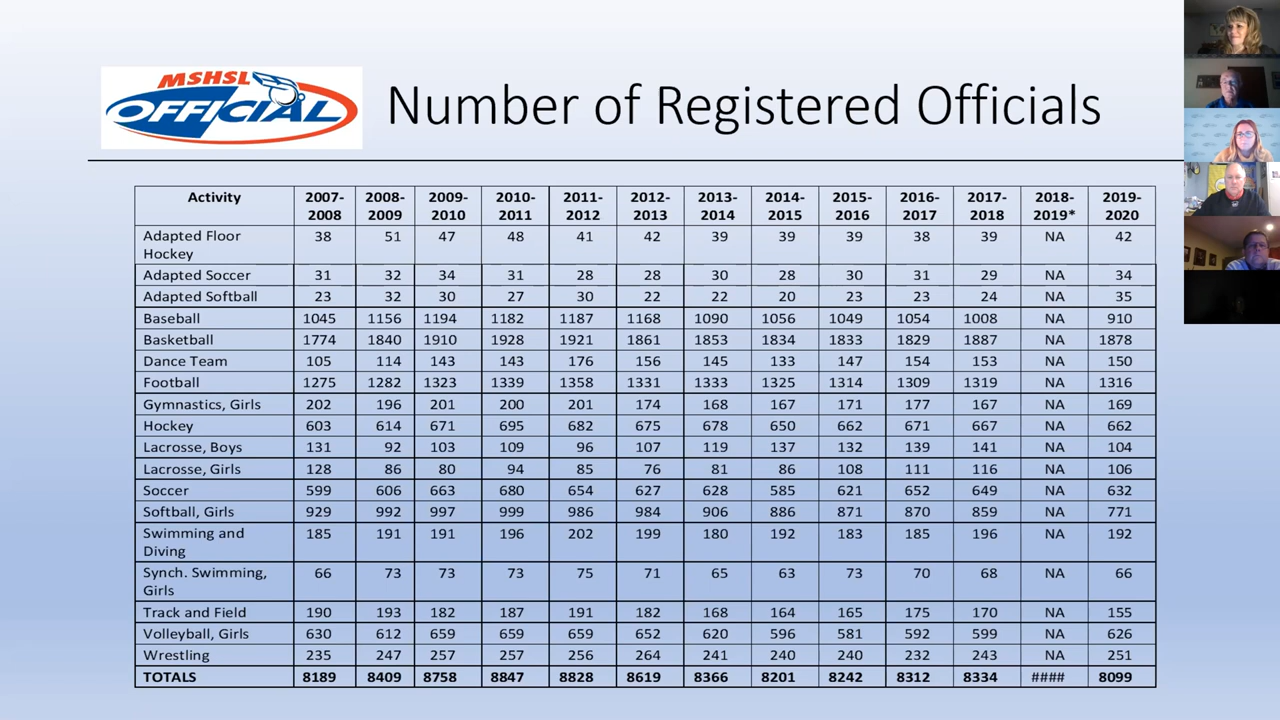 MSHSL
OFFICIAL
Number of Registered Officials
Activity 2007-2008 2008-2009 2009-2010 2010-2011 2011-2012 2012-2013 2013-2014 2014-2015 2015-2016 2016-2017 2017-2018 2018-2019* 2019-2020
Adapted Floor Hockey 38 51 47 48 41 42 39 39 39 38 39 NA 42
Adapted Soccer 31 32 34 31 28 28 30 28 30 31 29 NA 34
Adapted Softball 23 32 30 27 30 22 22 20 23 23 24 NA 35
Baseball 1045 1156 1194 1182 1187 1168 1090 1056 1049 1054 1008 NA 910
Basketball 1774 1840 1910 1928 1921 1861 1853 1834 1833 1829 1887 NA 1878
Dance Team 105 114 143 143 176 156 145 133 147 154 153 NA 150
Football 1275 1282 1323 1339 1358 1331 1333 1325 1314 1309 1319 NA 1316
Gymnastics, Girls 202 196 201 200 201 174 168 167 171 177 167 NA 169
Hockey 603 614 671 695 682 675 678 650 662 671 667 NA 662
Lacrosse, Boys 131 92 103 109 96 107 119 137 132 139 141 NA 104
Lacrosse, Girls 128 86 80 94 85 76 81 86 108 111 116 NA 106
Soccer 599 606 663 680 654 627 628 585 621 652 649 NA 632
Softball, Girls 929 992 997 999 986 984 906 886 871 870 859 NA 771
Swimming and Diving 185 191 191 196 202 199 180 192 183 185 196 NA 192
Synch. Swimming, Girls 66 73 73 73 75 71 65 63 73 70 68 NA 66
Track and Field 190 193 182 187 191 182 168 164 165 175 170 NA 155
Volleyball, Girls 630 612 659 659 659 652 620 596 581 592 599 NA 626
Wrestling 235 247 257 257 256 264 241 240 240 232 243 NA 251
TOTALS 8189 8409 8758 8847 8828 8619 8366 8201 8242 8312 8334 #### 8099